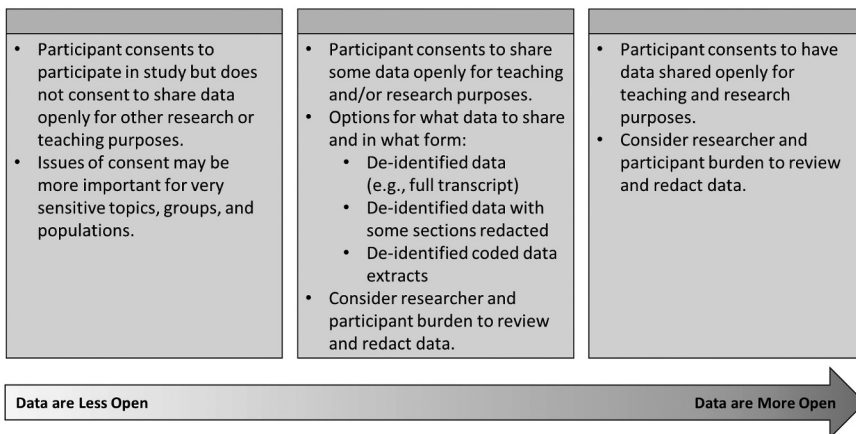 • Participant consents to
participate in study but does
not consent to share data
openly for other research or
teaching purposes.
• Issues of consent may be
more important for very
sensitive topics, groups, and
populations.
• Participant consents to share
some data openly for teaching
and/or research purposes.
• Options for what data to share
and in what form:
• De-identified data
(e.g., full transcript)
• De-identified data with
some sections redacted
• De-identified coded data
extracts
• Consider researcher and
participant burden to review
and redact data.
• Participant consents to have
data shared openly for
teaching and research
purposes.
• Consider researcher and
participant burden to review
and redact data.
Data are Less Open
Data are More Open